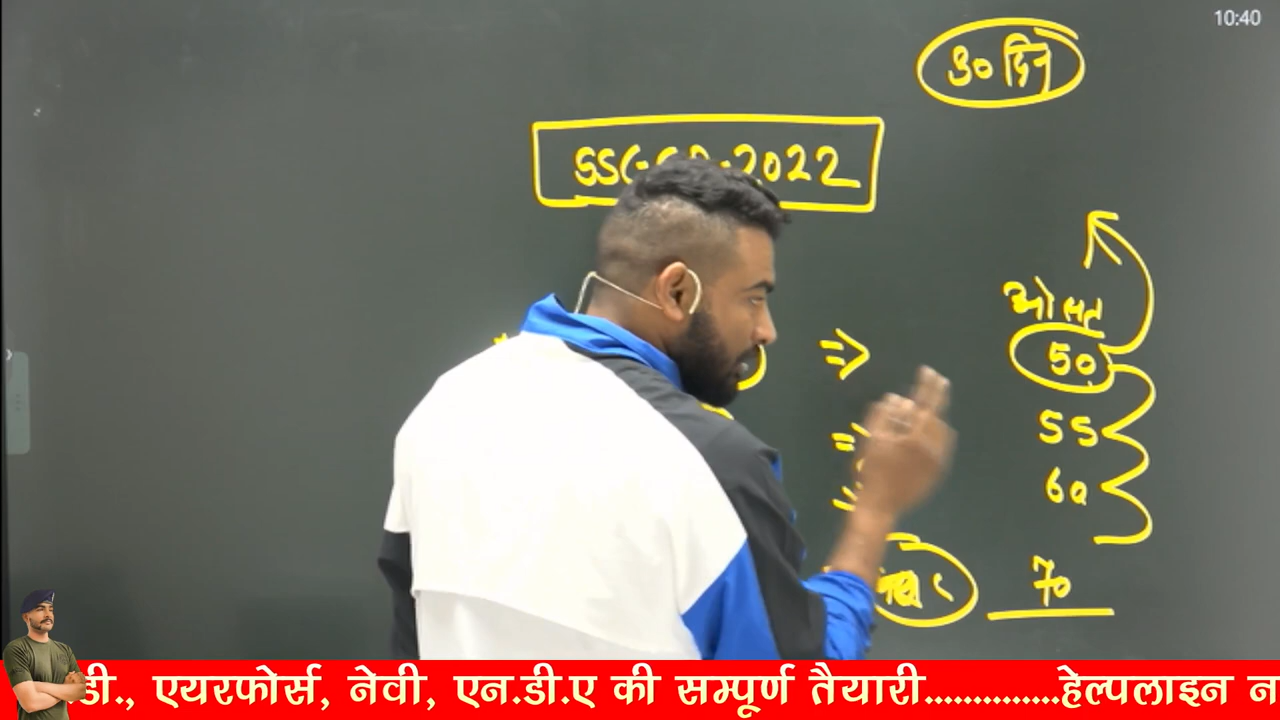 10:40
30 दिन
SSC-GD-2022
औसत
⇒ 50
⇒ 55
60
70
डी., एयरफोर्स, नेवी, एन.डी.ए की सम्पूर्ण तैयारी..............हेल्पलाइन न